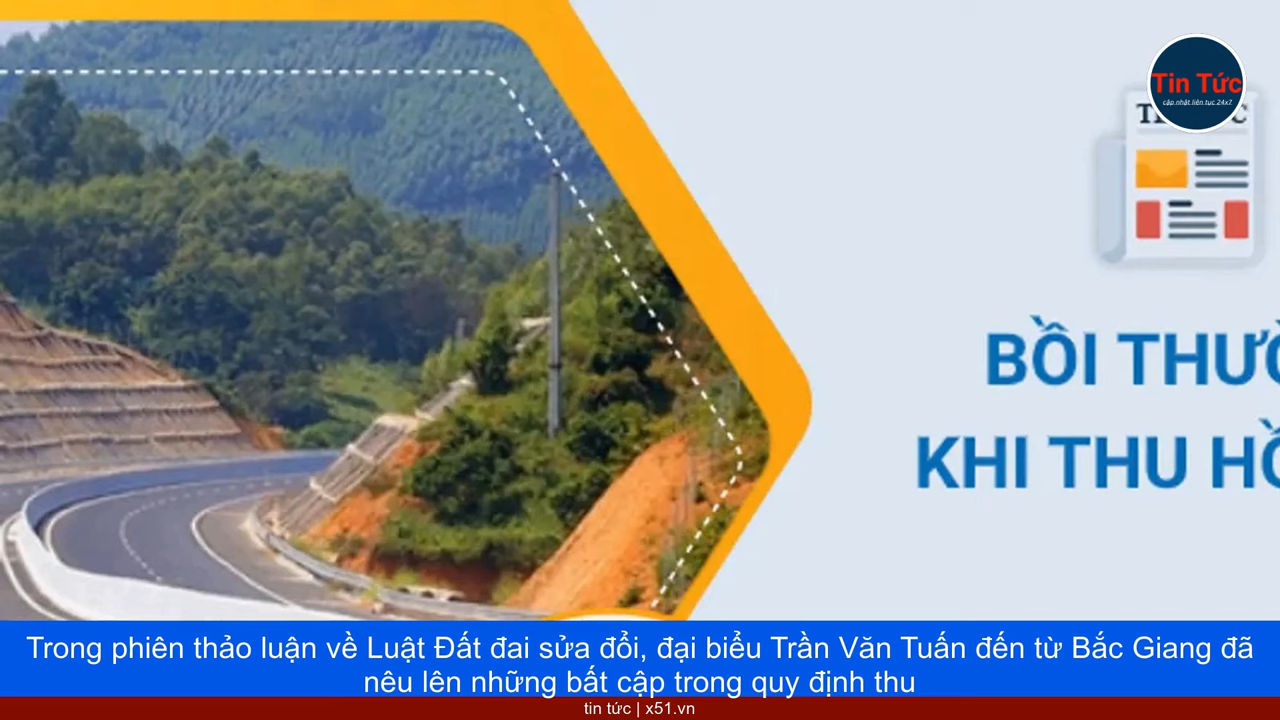 Tin Tức
cập nhật liên tục 24x7
BỒI
KHI THU
Trong phiên thảo luận về Luật Đất đai sửa đổi, đại biểu Trần Văn Tuấn đến từ Bắc Giang đã
nêu lên những bất cập trong quy định thu
tin tức | x51.vn